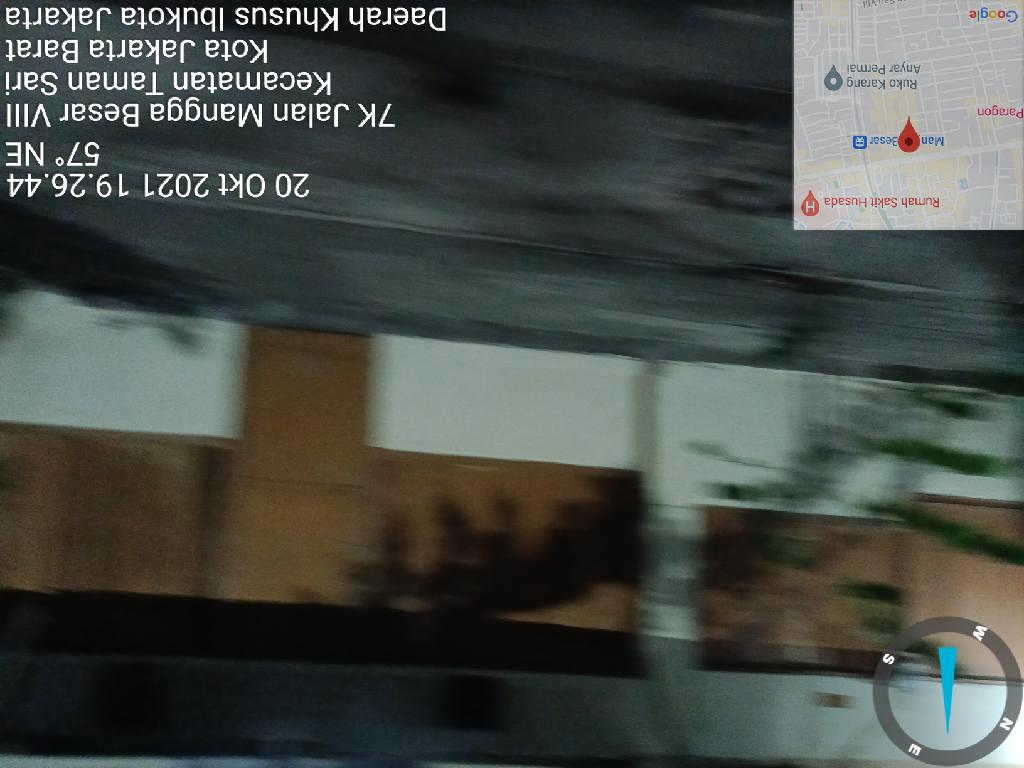 N
E
S
W
Rumah Sakit Husada
H
Besar
Paragon
Ruko Karang
Anyar Permai
Google
20 Okt 2021 19.26.44
57° NE
7K Jalan Mangga Besar VIII
Kecamatan Taman Sari
Kota Jakarta Barat
Daerah Khusus Ibukota Jakarta